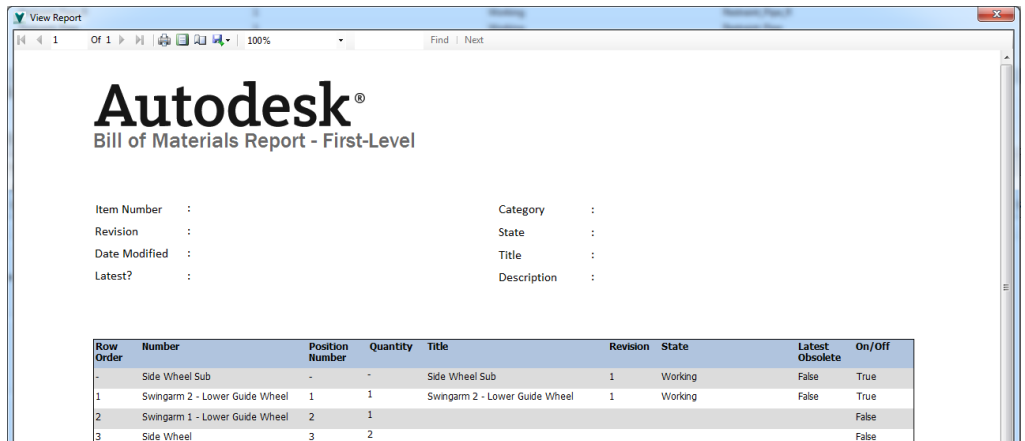 View Report
1 Of 1 100% Find | Next
Autodesk®
Bill of Materials Report - First-Level
Item Number : Category :
Revision : State :
Date Modified : Title :
Latest? : Description :
Row Order Number Position Number Quantity Title Revision State Latest Obsolete On/Off
- Side Wheel Sub - - Side Wheel Sub 1 Working False True
1 Swingarm 2 - Lower Guide Wheel 1 1 Swingarm 2 - Lower Guide Wheel 1 Working False True
2 Swingarm 1 - Lower Guide Wheel 2 1 False
3 Side Wheel 3 2 False